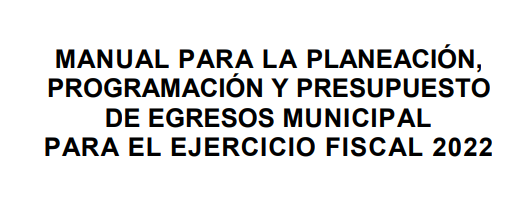 MANUAL PARA LA PLANEACIÓN,
PROGRAMACIÓN Y PRESUPUESTO
DE EGRESOS MUNICIPAL
PARA EL EJERCICIO FISCAL 2022